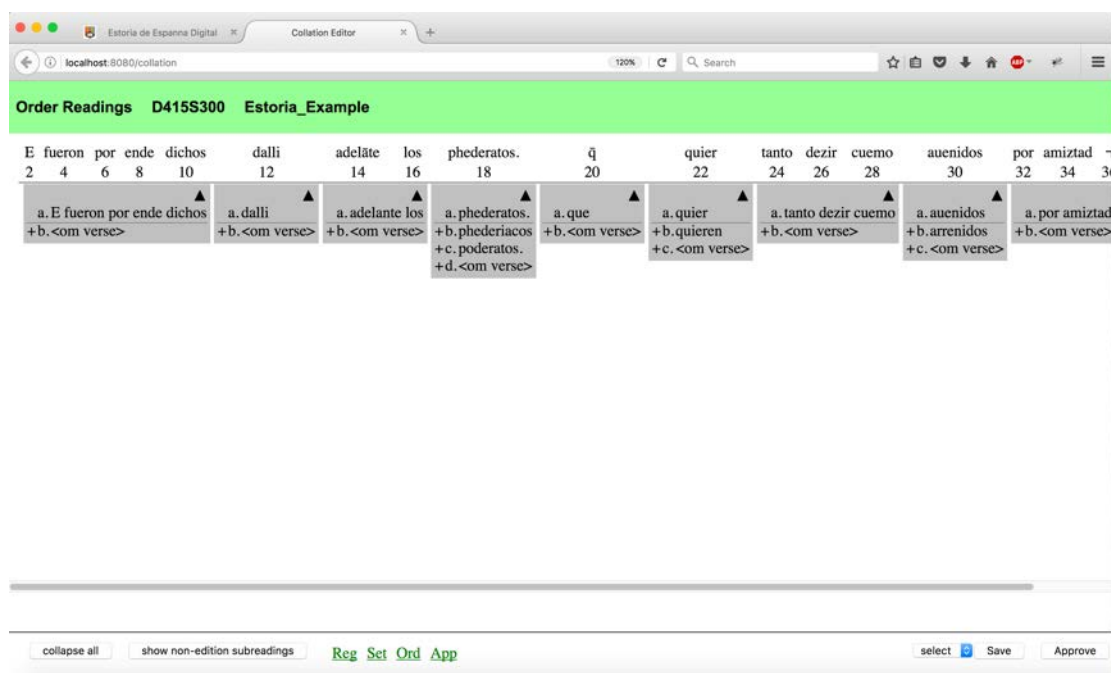 Estoria de Espanna Digital × Collation Editor × +
localhost:8080/collation 120% Search ABP
Order Readings D415S300 Estoria_Example
E fueron por ende dichos dalli adelãte los phederatos. q̄ quier tanto dezir cuemo auenidos por amiztad
2 4 6 8 10 12 14 16 18 20 22 24 26 28 30 32 34
▲ ▲ ▲ ▲ ▲ ▲ ▲ ▲
a. E fueron por ende dichos a. dalli a. adelante los a. phederatos. a. que a. quier a. tanto dezir cuemo a. auenidos a. por amiztad
+b. <om verse> +b. <om verse> +b. <om verse> +b. phederiacos +b. <om verse> +b. quieren +b. <om verse> +b. arrenidos +b. <om verse>
+c. poderatos. +c. <om verse> +c. <om verse>
+d. <om verse>
collapse all show non-edition subreadings Reg Set Ord App select Save Approve